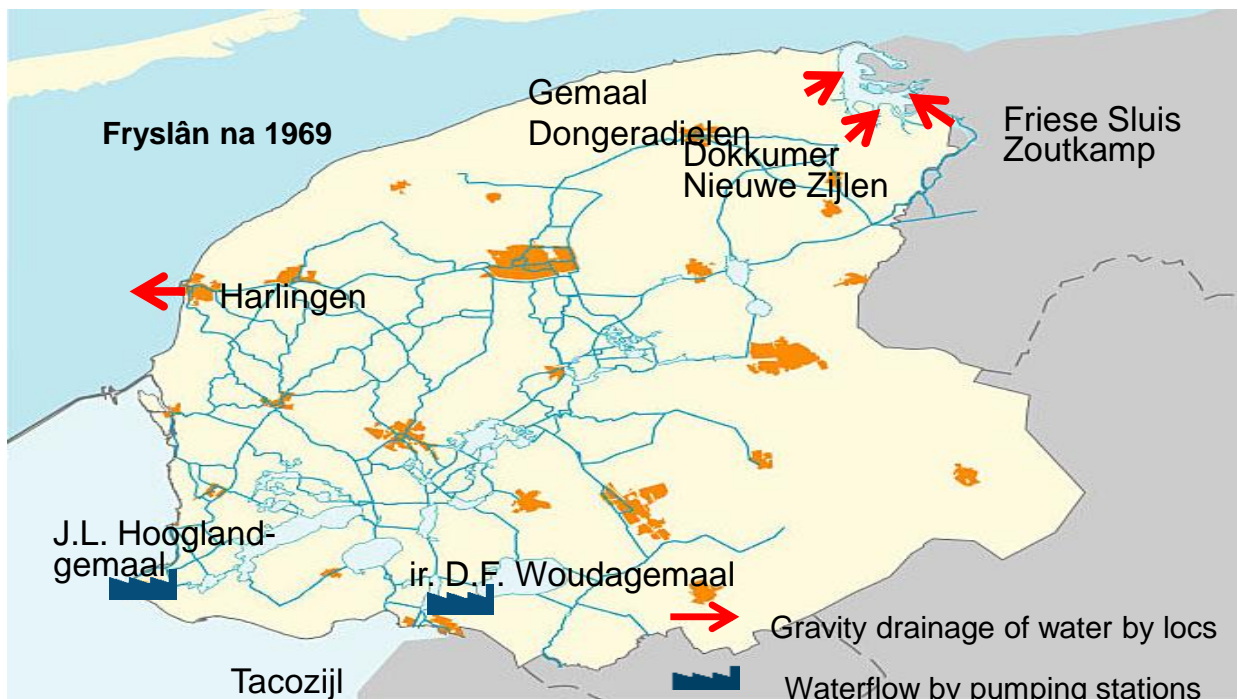 Fryslân na 1969
Gemaal
Dongeradielen
Dokkumer
Nieuwe Zijlen
Friese Sluis
Zoutkamp
Harlingen
J.L. Hoogland-
gemaal
ir. D.F. Woudagemaal
Tacozijl
Gravity drainage of water by locs
Waterflow by pumping stations